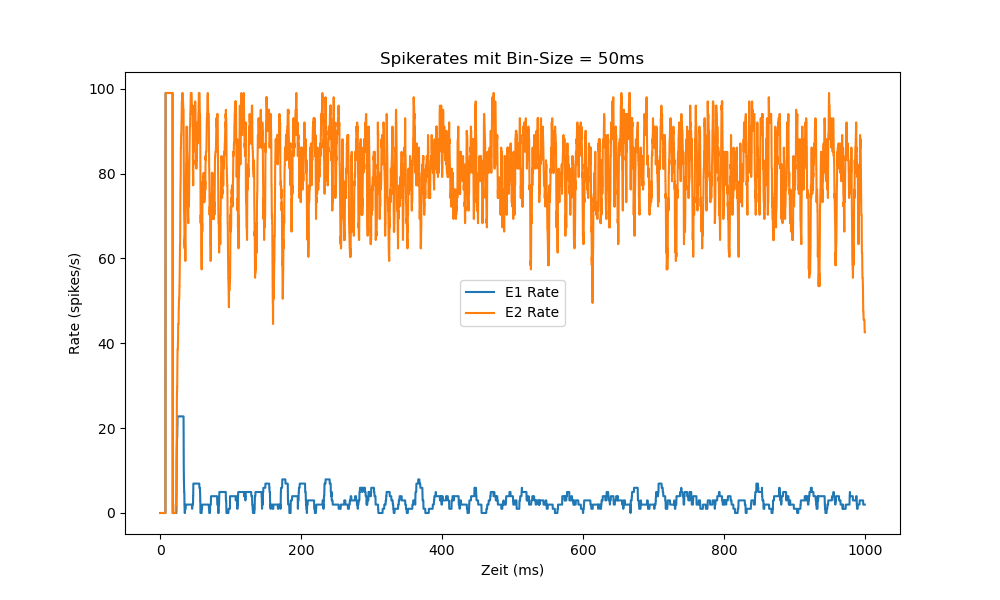 Spikerates mit Bin-Size = 50ms
100
80
60
40
20
0
Rate (spikes/s)
E1 Rate
E2 Rate
0 200 400 600 800 1000
Zeit (ms)